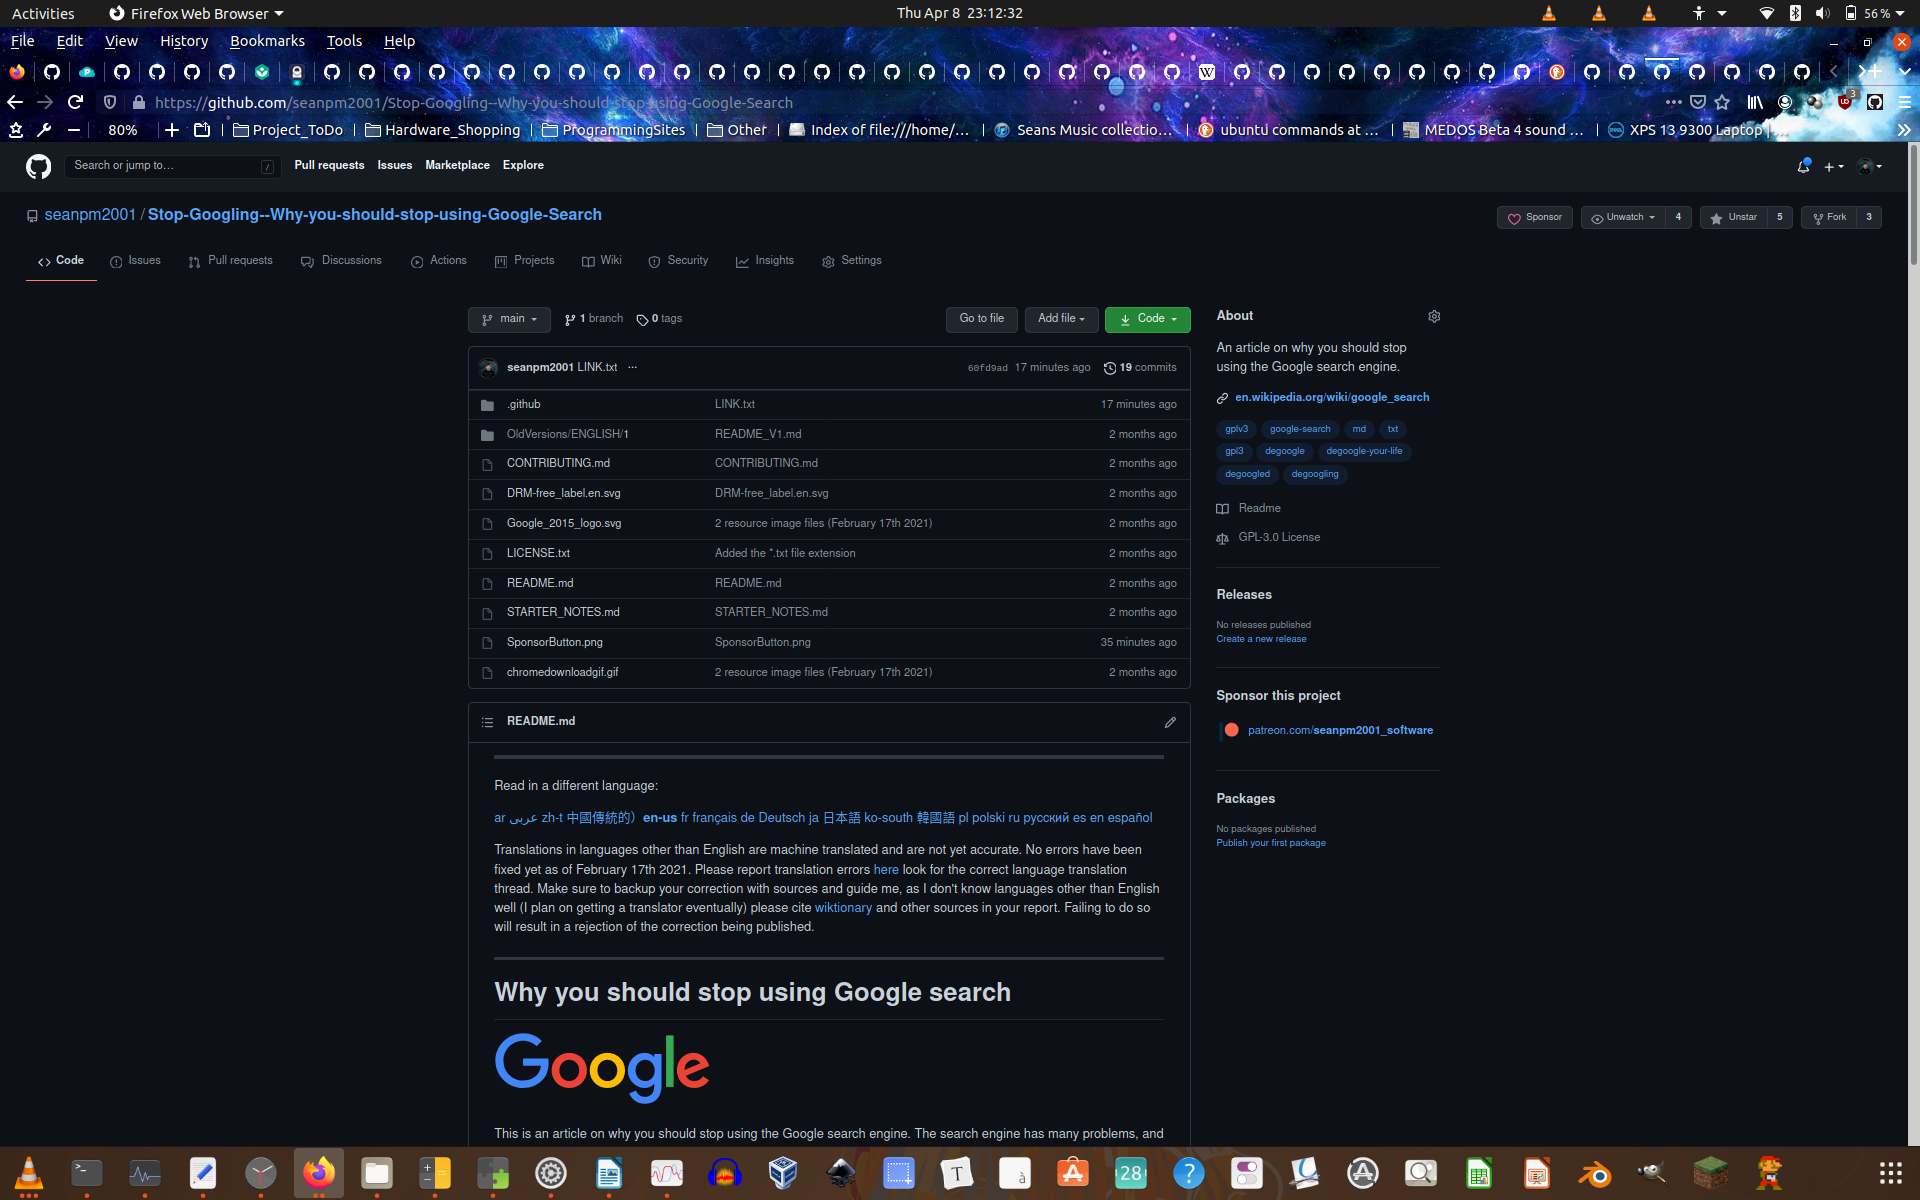 Activities Firefox Web Browser Thu Apr 8 23:12:32 56 %
File Edit View History Bookmarks Tools Help
https://github.com/seanpm2001/Stop-Googling--Why-you-should-stop-using-Google-Search 3
80% Project_ToDo Hardware_Shopping ProgrammingSites Other Index of file:///home/… Seans Music collectio… ubuntu commands at … MEDOS Beta 4 sound … XPS 13 9300 Laptop
Search or jump to… / Pull requests Issues Marketplace Explore
seanpm2001 / Stop-Googling--Why-you-should-stop-using-Google-Search Sponsor Unwatch 4 Unstar 5 Fork 3
Code Issues Pull requests Discussions Actions Projects Wiki Security Insights Settings
main 1 branch 0 tags Go to file Add file Code
seanpm2001 LINK.txt ··· 60fd9ad 17 minutes ago 19 commits
.github LINK.txt 17 minutes ago
OldVersions/ENGLISH/1 README_V1.md 2 months ago
CONTRIBUTING.md CONTRIBUTING.md 2 months ago
DRM-free_label.en.svg DRM-free_label.en.svg 2 months ago
Google_2015_logo.svg 2 resource image files (February 17th 2021) 2 months ago
LICENSE.txt Added the *.txt file extension 2 months ago
README.md README.md 2 months ago
STARTER_NOTES.md STARTER_NOTES.md 2 months ago
SponsorButton.png SponsorButton.png 35 minutes ago
chromedownloadgif.gif 2 resource image files (February 17th 2021) 2 months ago
README.md
Read in a different language:
ar عربى zh-t 中國傳統的）en-us fr français de Deutsch ja 日本語 ko-south 韓國語 pl polski ru русский es en español
Translations in languages other than English are machine translated and are not yet accurate. No errors have been
fixed yet as of February 17th 2021. Please report translation errors here look for the correct language translation
thread. Make sure to backup your correction with sources and guide me, as I don't know languages other than English
well (I plan on getting a translator eventually) please cite wiktionary and other sources in your report. Failing to do so
will result in a rejection of the correction being published.
Why you should stop using Google search
Google
This is an article on why you should stop using the Google search engine. The search engine has many problems, and
About
An article on why you should stop
using the Google search engine.
en.wikipedia.org/wiki/google_search
gplv3 google-search md txt
gpl3 degoogle degoogle-your-life
degoogled degoogling
Readme
GPL-3.0 License
Releases
No releases published
Create a new release
Sponsor this project
patreon.com/seanpm2001_software
Packages
No packages published
Publish your first package